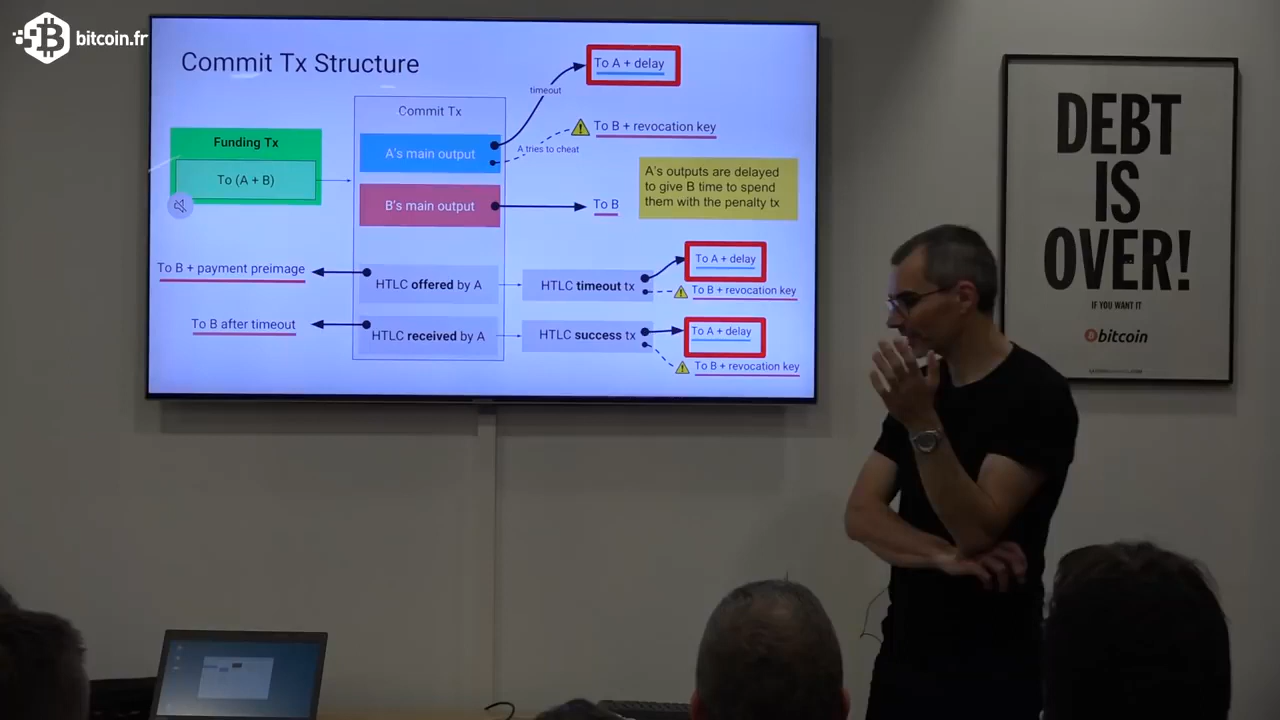 bitcoin.fr
Commit Tx Structure
To A + delay
timeout
Commit Tx
Funding Tx
To (A + B)
A's main output
To B + revocation key
A tries to cheat
A's outputs are delayed
to give B time to spend
them with the penalty tx
B's main output
To B
To B + payment preimage
HTLC offered by A
HTLC timeout tx
To A + delay
To B + revocation key
To B after timeout
HTLC received by A
HTLC success tx
To A + delay
To B + revocation key
DEBT
IS
OVER!
IF YOU WANT IT
bitcoin